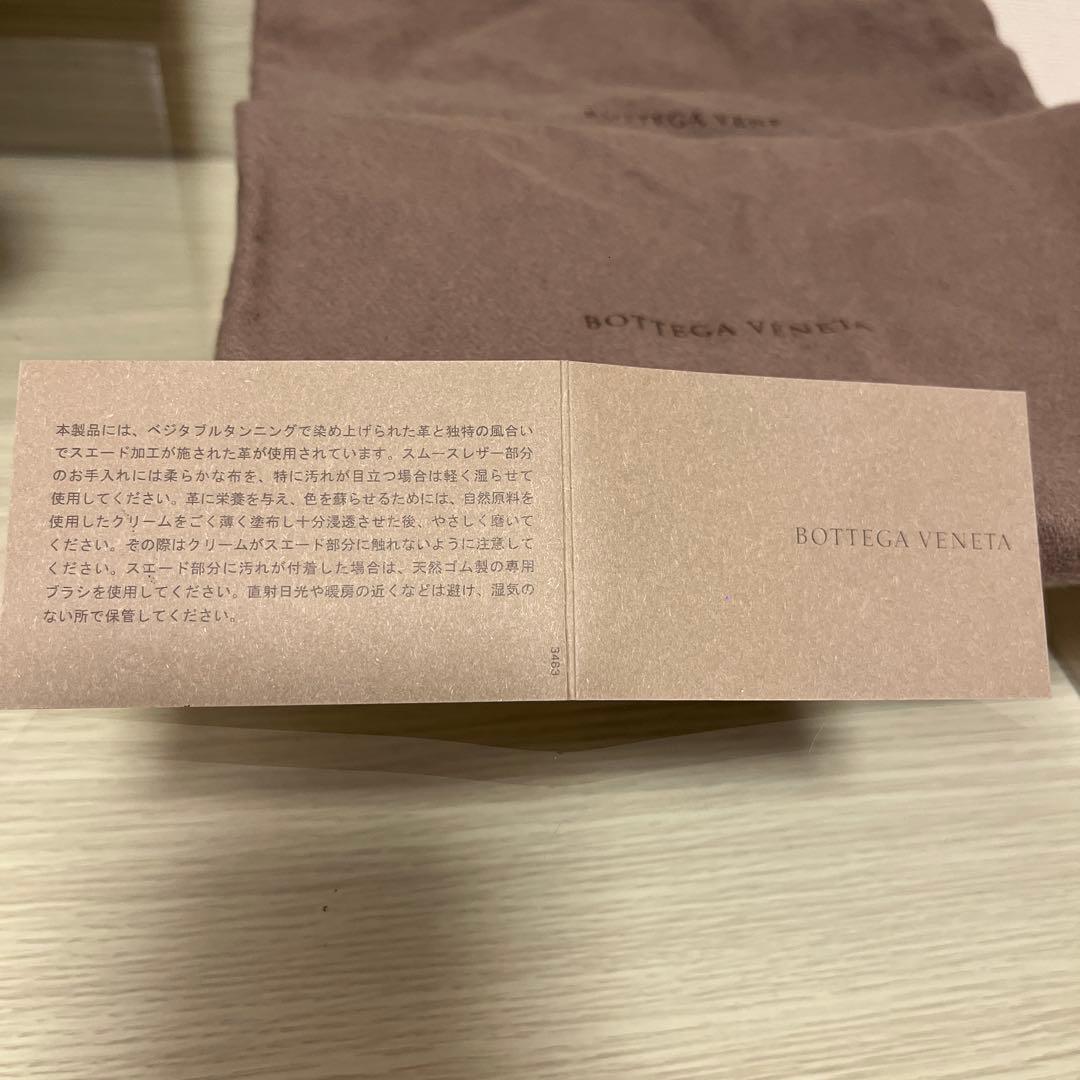 BOTTEGA VENE
BOTTEGA VENETA
本製品には、ベジタブルタンニングで染め上げられた革と独特の風合い
でスエード加工が施された革が使用されています。スムースレザー部分
のお手入れには柔らかな布を、特に汚れが目立つ場合は軽く湿らせて
使用してください。革に栄養を与え、色を蘇らせるためには、自然原料を
使用したクリームをごく薄く塗布し十分浸透させた後、やさしく磨いて
ください。その際はクリームがスエード部分に触れないように注意して
ください。スエード部分に汚れが付着した場合は、天然ゴム製の専用
ブラシを使用してください。直射日光や暖房の近くなどは避け、湿気の
ない所で保管してください。
3463
BOTTEGA VENETA